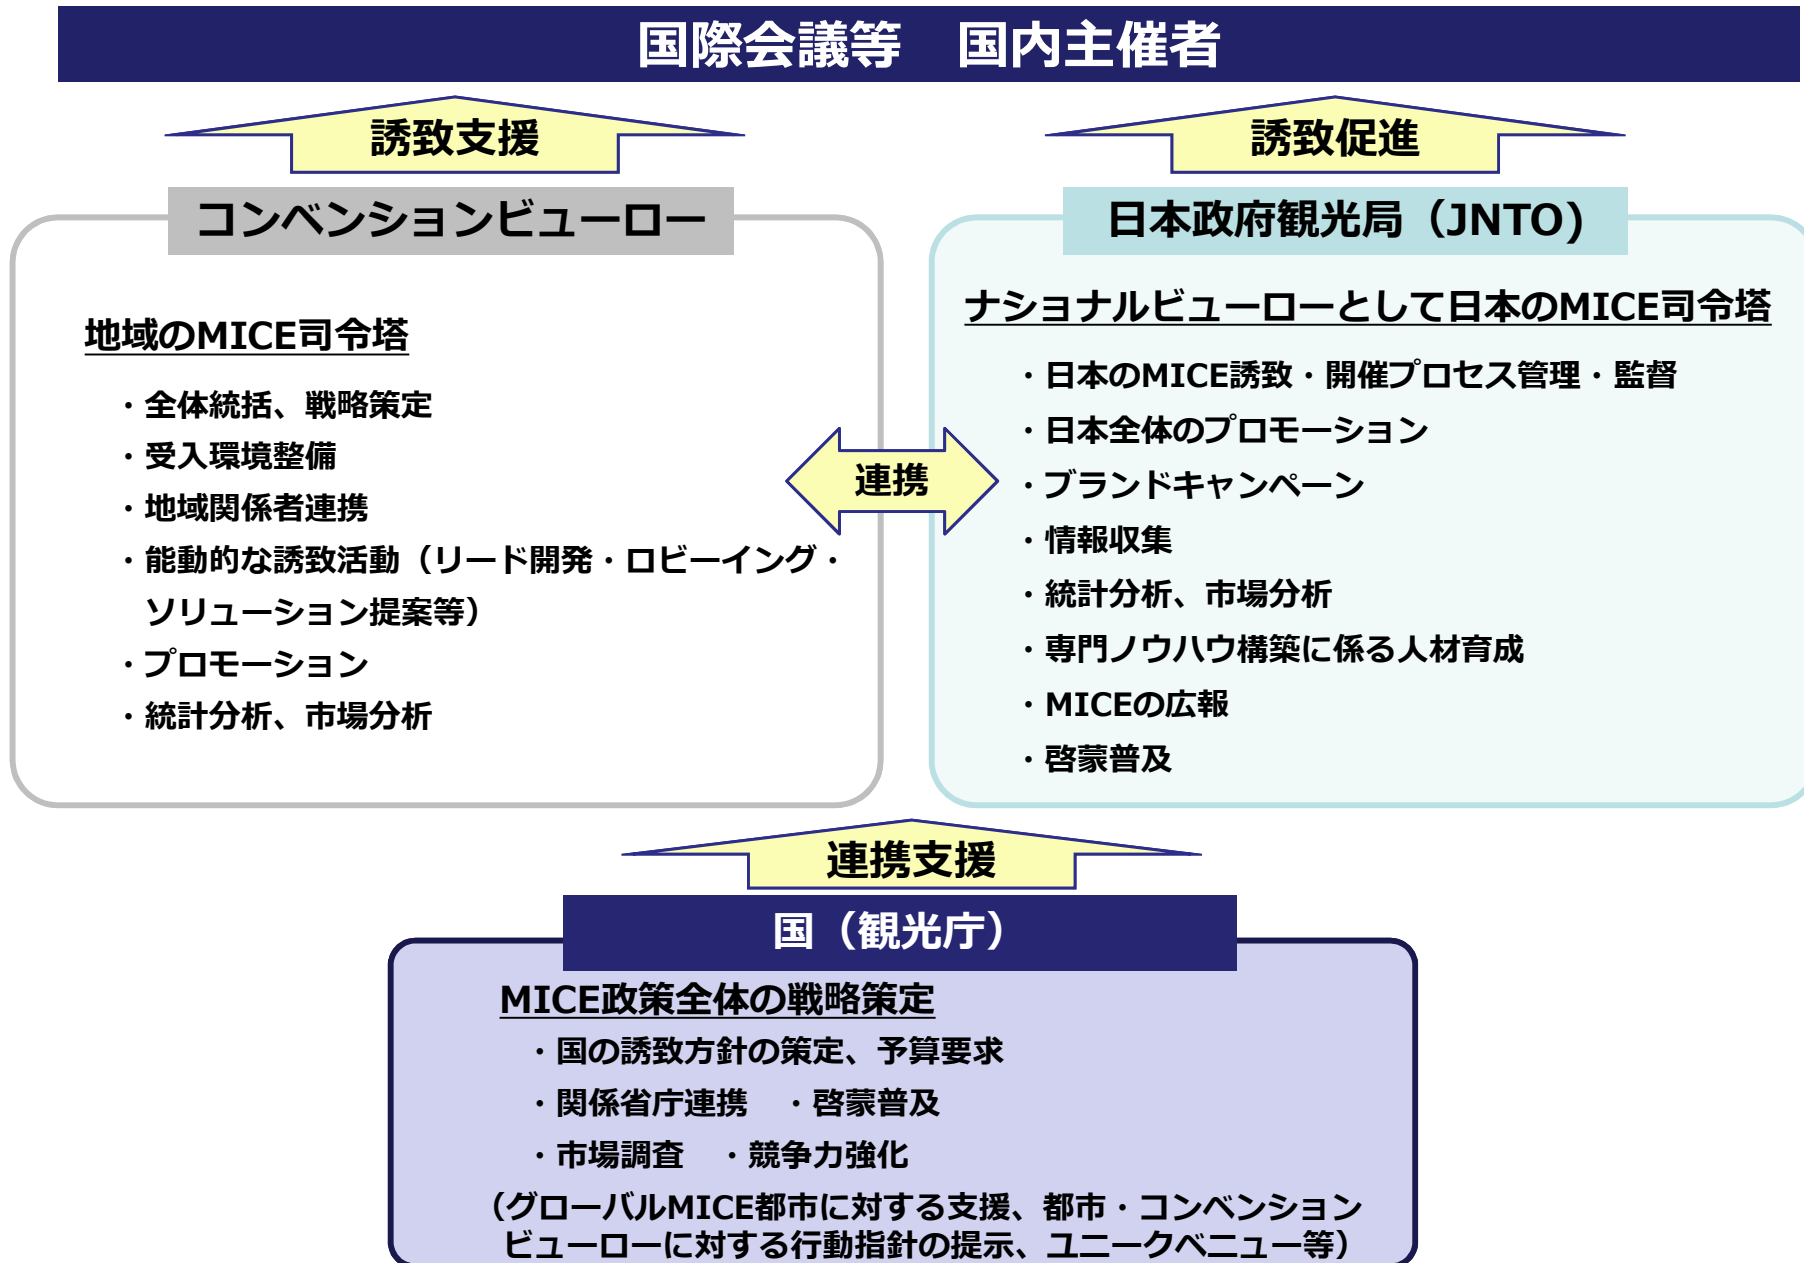 国際会議等　国内主催者
誘致支援
誘致促進
コンベンションビューロー
地域のMICE司令塔
・全体統括、戦略策定
・受入環境整備
・地域関係者連携
・能動的な誘致活動（リード開発・ロビーイング・
ソリューション提案等）
・プロモーション
・統計分析、市場分析
連携
日本政府観光局（JNTO)
ナショナルビューローとして日本のMICE司令塔
・日本のMICE誘致・開催プロセス管理・監督
・日本全体のプロモーション
・ブランドキャンペーン
・情報収集
・統計分析、市場分析
・専門ノウハウ構築に係る人材育成
・MICEの広報
・啓蒙普及
連携支援
国（観光庁）
MICE政策全体の戦略策定
・国の誘致方針の策定、予算要求
・関係省庁連携　・啓蒙普及
・市場調査　・競争力強化
（グローバルMICE都市に対する支援、都市・コンベンション
ビューローに対する行動指針の提示、ユニークベニュー等）